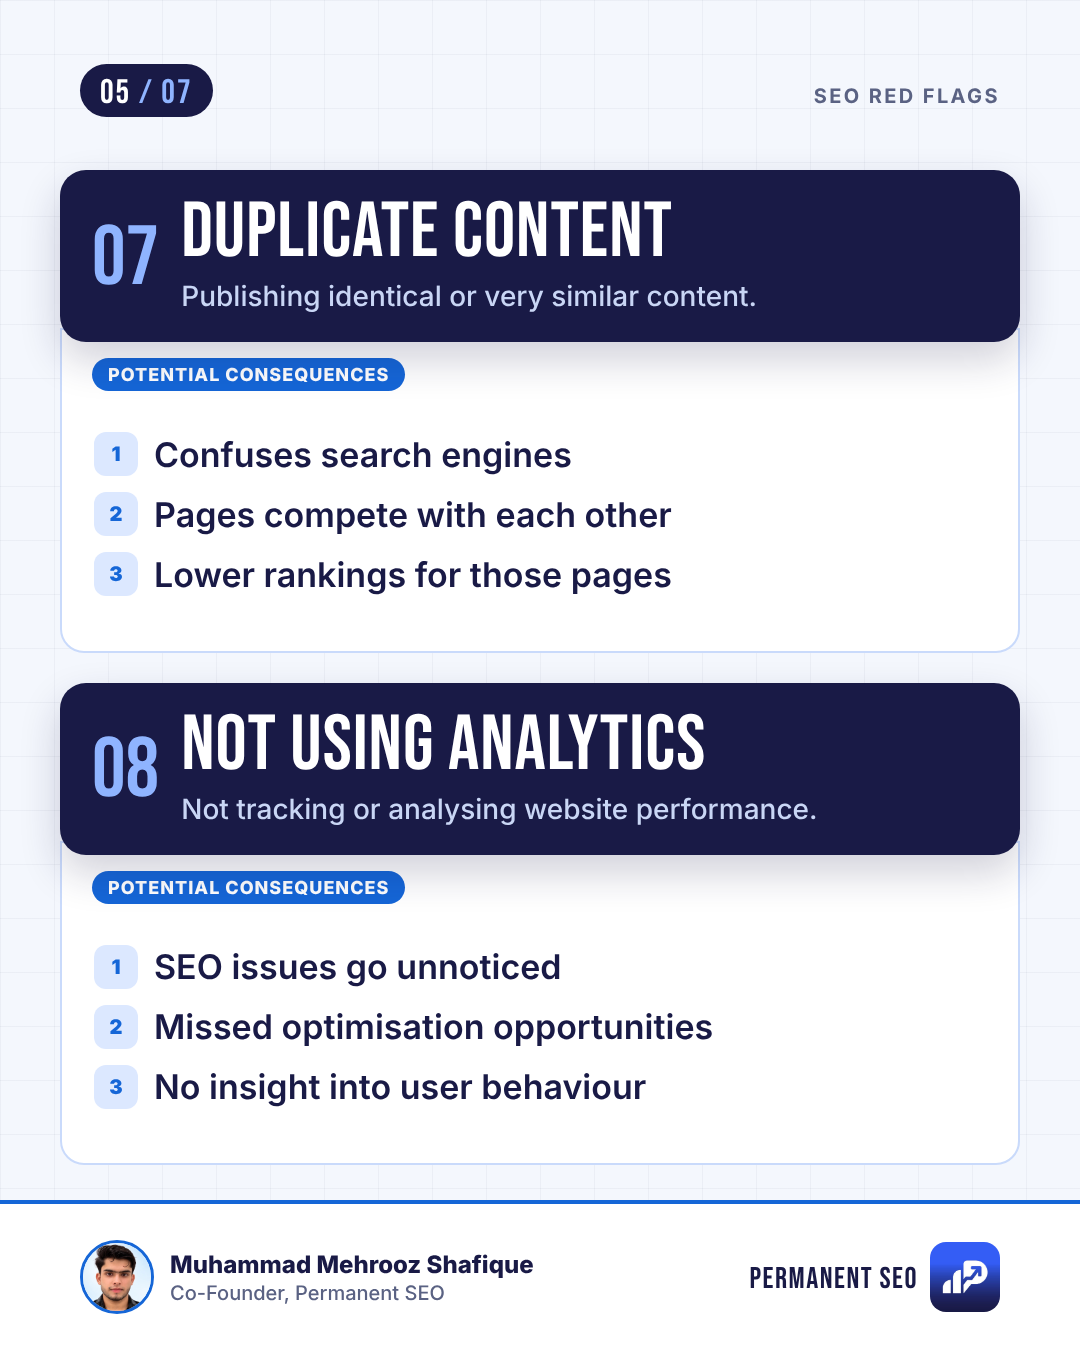 05 / 07
SEO RED FLAGS
07
DUPLICATE CONTENT
Publishing identical or very similar content.
POTENTIAL CONSEQUENCES
1 Confuses search engines
2 Pages compete with each other
3 Lower rankings for those pages
08
NOT USING ANALYTICS
Not tracking or analysing website performance.
POTENTIAL CONSEQUENCES
1 SEO issues go unnoticed
2 Missed optimisation opportunities
3 No insight into user behaviour
Muhammad Mehrooz Shafique
Co-Founder, Permanent SEO
PERMANENT SEO